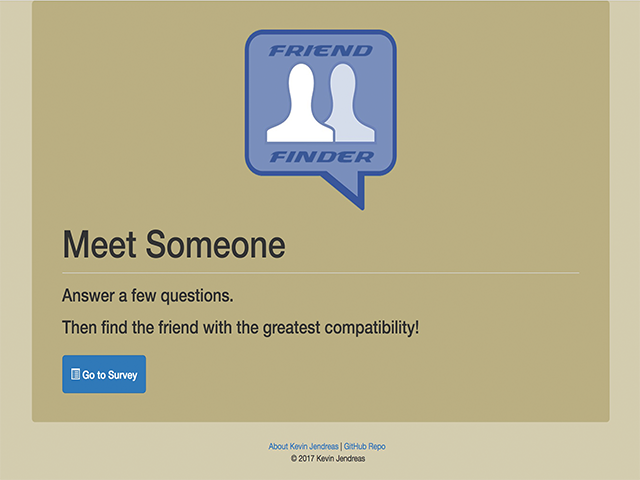 FRIEND
FINDER
Meet Someone
Answer a few questions.
Then find the friend with the greatest compatibility!
Go to Survey
About Kevin Jendreas | GitHub Repo
© 2017 Kevin Jendreas